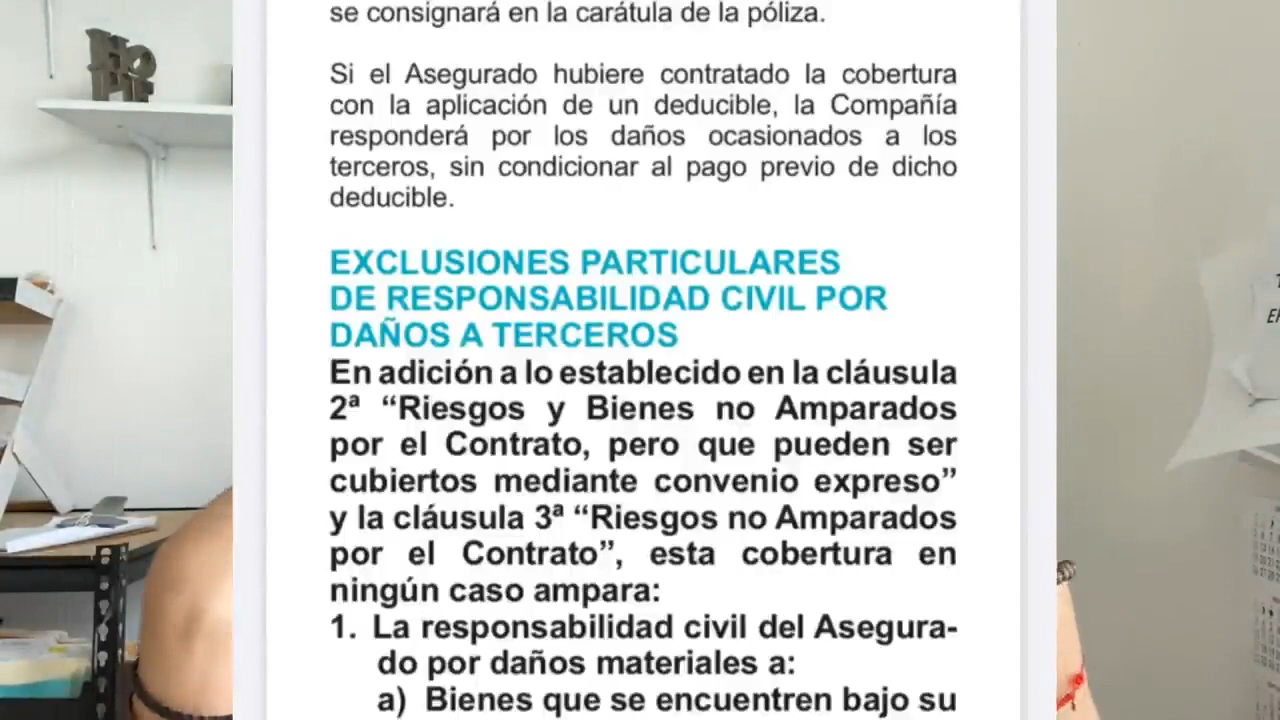 se consignará en la carátula de la póliza.
Si el Asegurado hubiere contratado la cobertura
con la aplicación de un deducible, la Compañía
responderá por los daños ocasionados a los
terceros, sin condicionar al pago previo de dicho
deducible.
EXCLUSIONES PARTICULARES
DE RESPONSABILIDAD CIVIL POR
DAÑOS A TERCEROS
En adición a lo establecido en la cláusula
2ª “Riesgos y Bienes no Amparados
por el Contrato, pero que pueden ser
cubiertos mediante convenio expreso”
y la cláusula 3ª “Riesgos no Amparados
por el Contrato”, esta cobertura en
ningún caso ampara:
1. La responsabilidad civil del Asegura-
do por daños materiales a:
a) Bienes que se encuentren bajo su